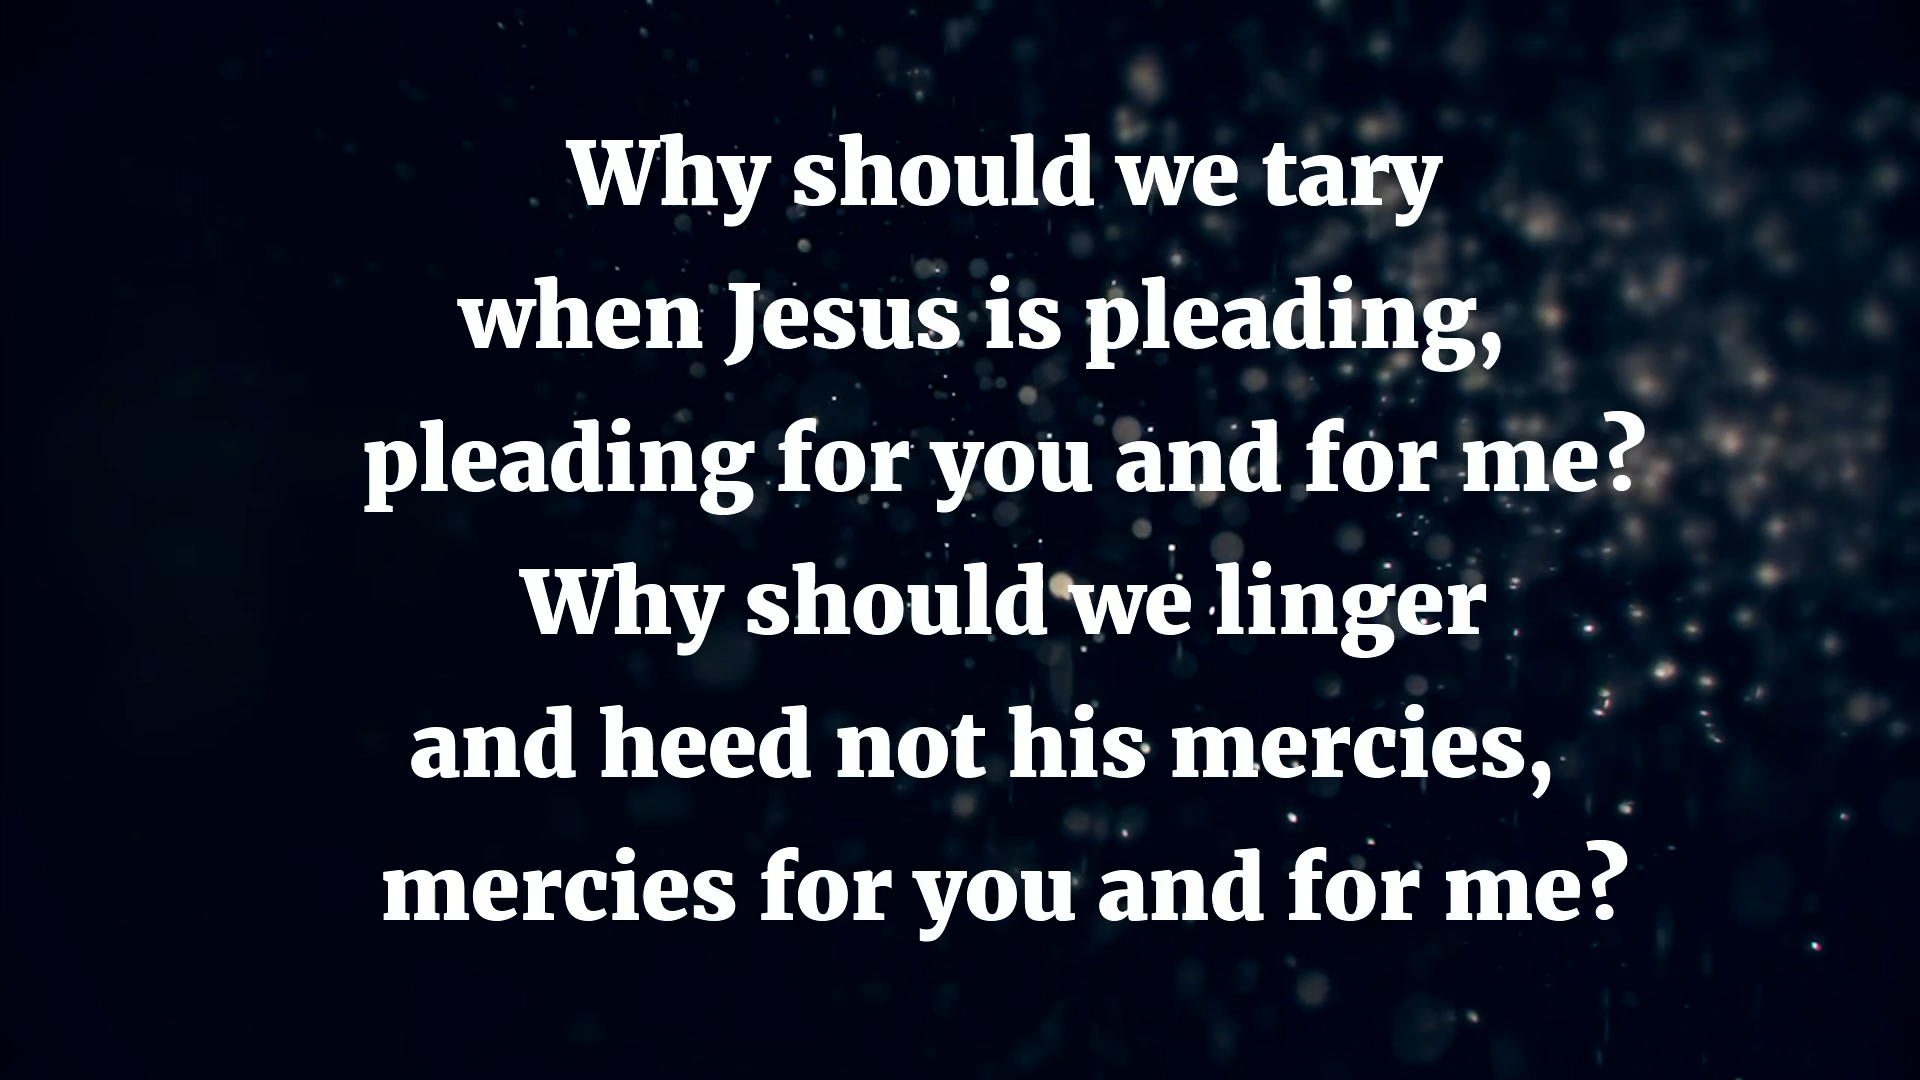 Why should we tary
when Jesus is pleading,
pleading for you and for me?
Why should we linger
and heed not his mercies,
mercies for you and for me?